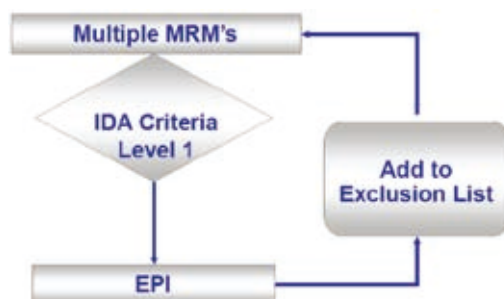 Multiple MRM's
IDA Criteria
Level 1
Add to
Exclusion List
EPI